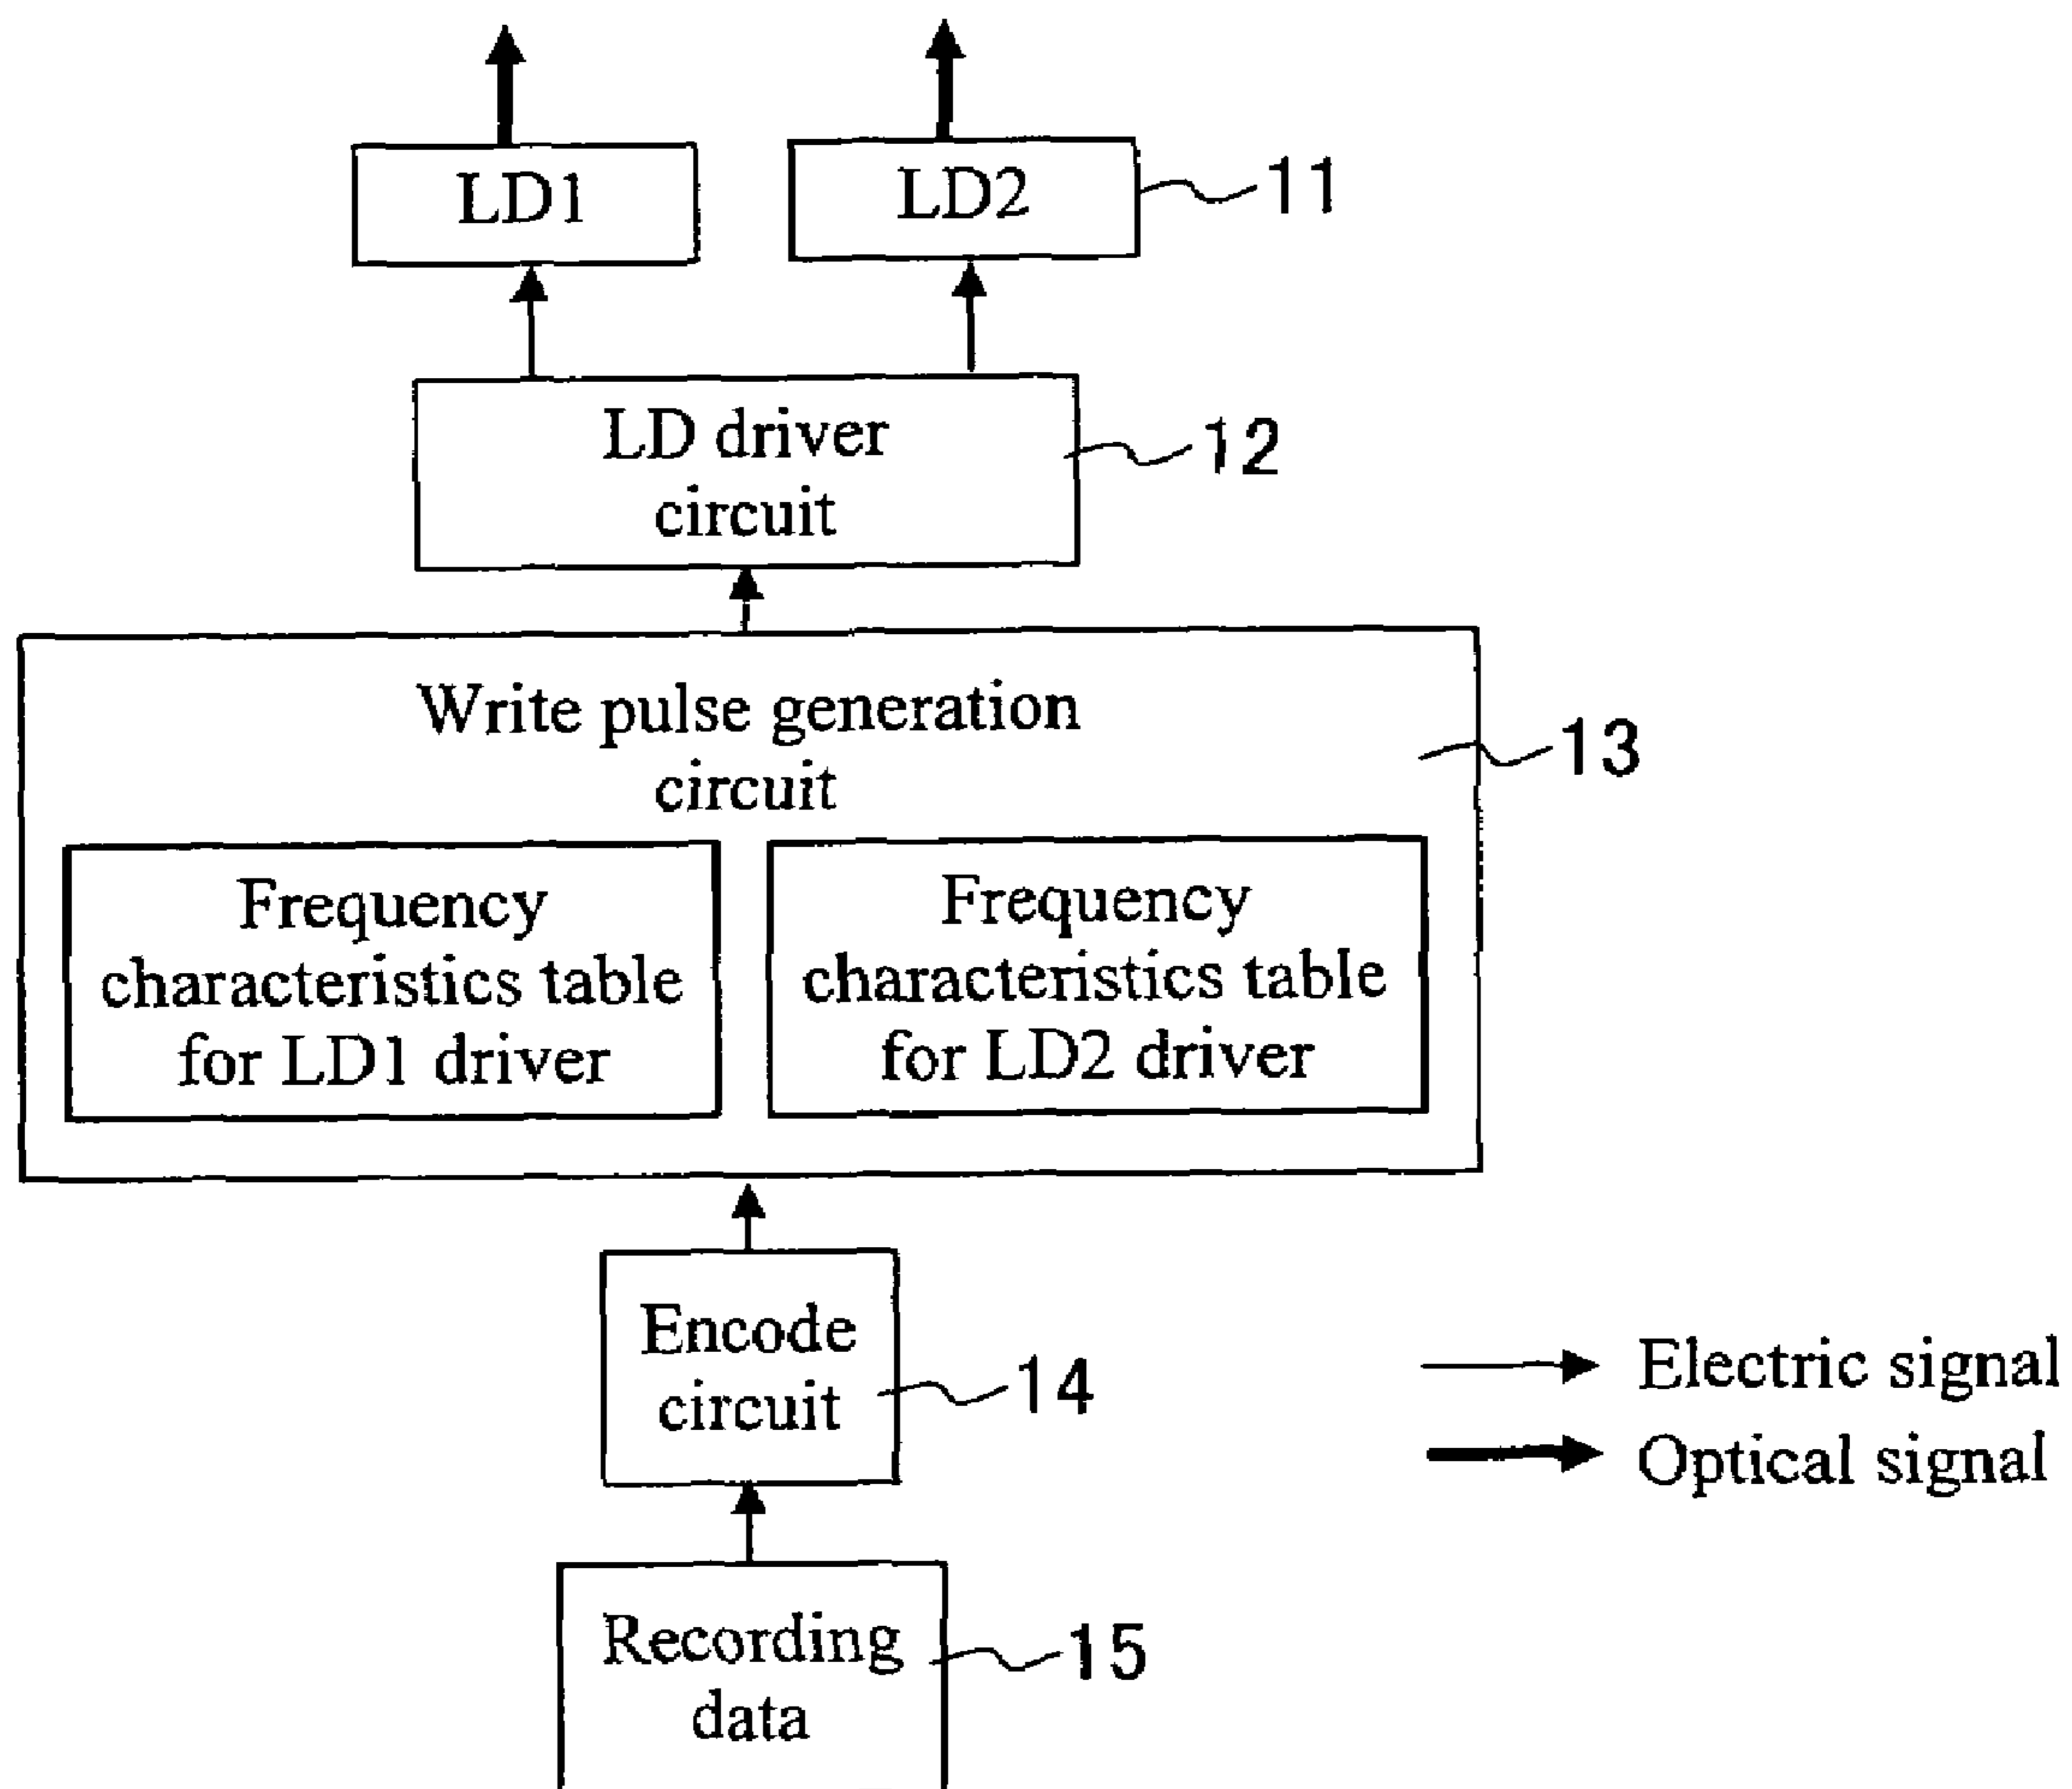 LD1
LD2
11
LD driver
circuit
12
Write pulse generation
circuit
13
Frequency
characteristics table
for LD1 driver
Frequency
characteristics table
for LD2 driver
Encode
circuit
14
Electric signal
Optical signal
Recording
data
15